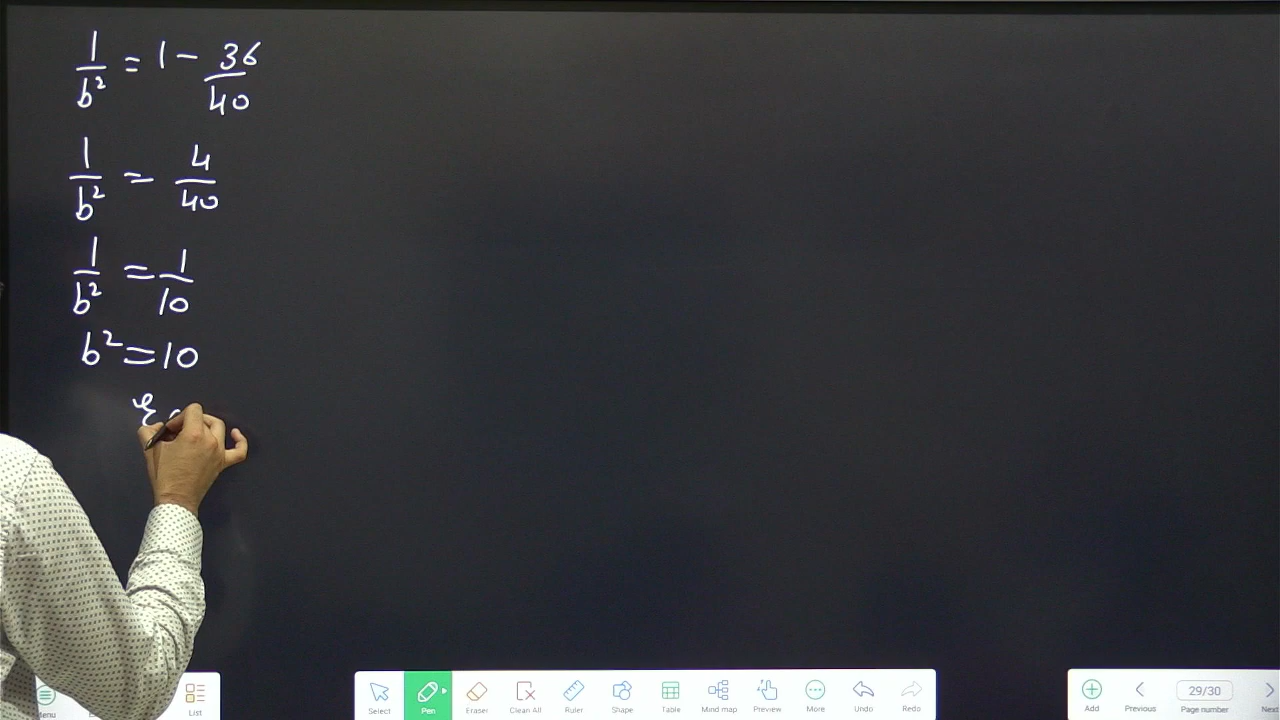 1/b² = 1 - 36/40
1/b² = 4/40
1/b² = 1/10
b² = 10
List
Select Pen Eraser Clean All Ruler Shape Table Mind map Preview More Undo Redo
29/30
Add Previous Page number Next